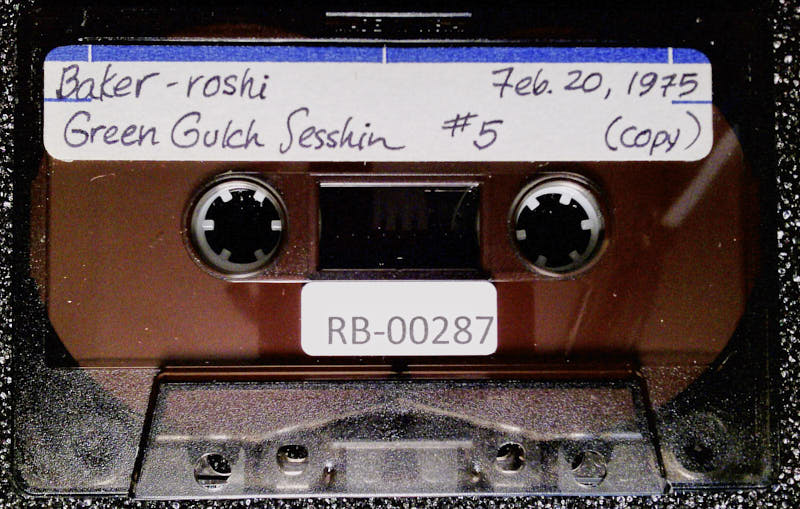 Baker-roshi Feb. 20, 1975
Green Gulch Sesshin #5 (copy)
RB-00287